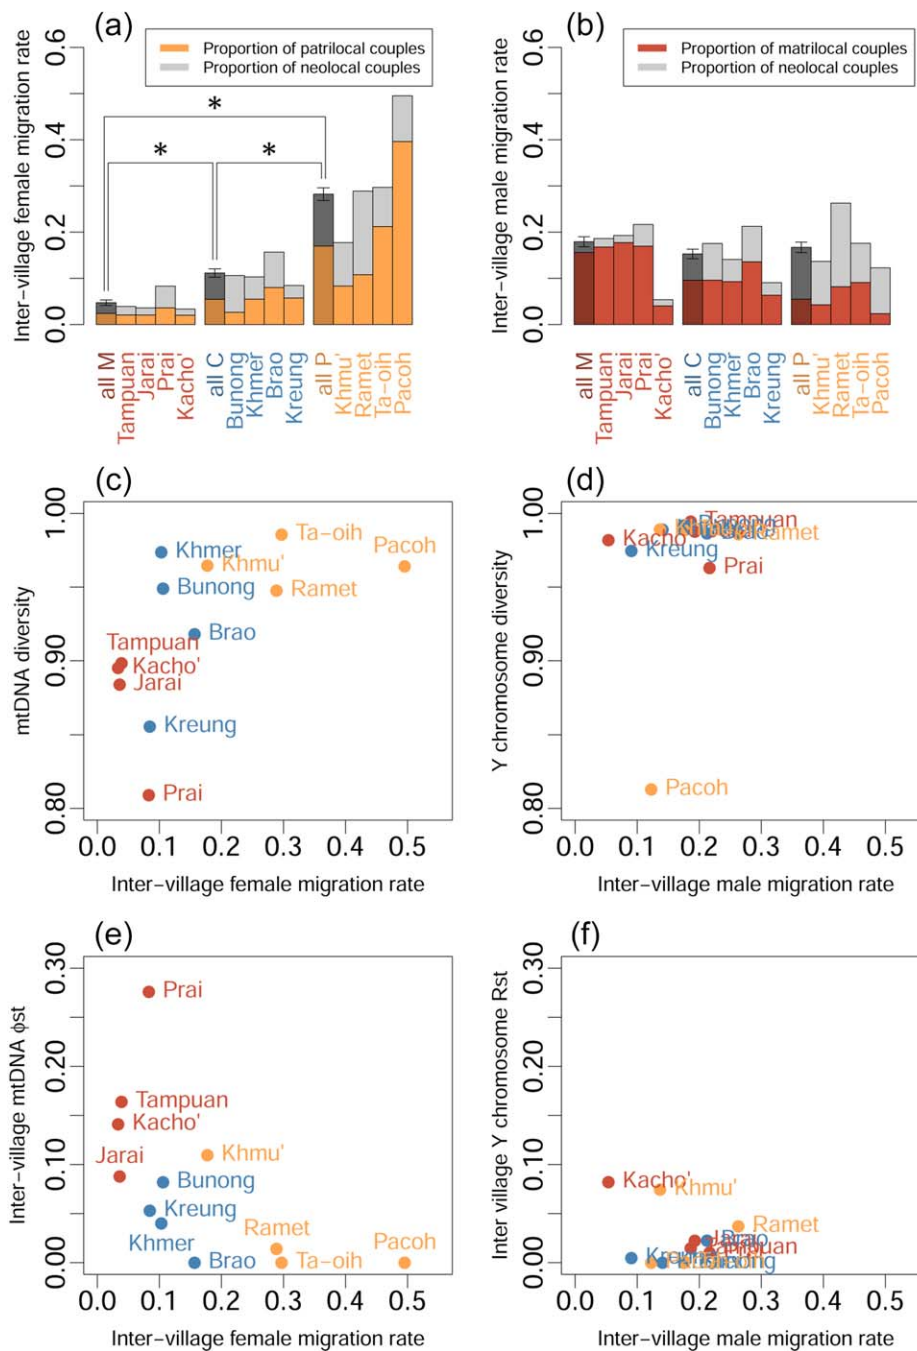 (a)
Proportion of patrilocal couples
Proportion of neolocal couples
Inter−village female migration rate
0.6
0.4
0.2
0.0
*
*
*
all M
Tampuan
Jarai
Prai
Kacho'
all C
Bunong
Khmer
Brao
Kreung
all P
Khmu'
Ramet
Ta−oih
Pacoh
(b)
Proportion of matrilocal couples
Proportion of neolocal couples
Inter−village male migration rate
0.6
0.4
0.2
0.0
all M
Tampuan
Jarai
Prai
Kacho'
all C
Bunong
Khmer
Brao
Kreung
all P
Khmu'
Ramet
Ta−oih
Pacoh
(c)
mtDNA diversity
1.00
0.90
0.80
Ta−oih
Khmer
Khmu'
Pacoh
Bunong
Ramet
Brao
Tampuan
Kacho'
Jarai
Kreung
Prai
0.0 0.1 0.2 0.3 0.4 0.5
Inter−village female migration rate
(d)
Y chromosome diversity
1.00
0.90
0.80
Tampuan
Kacho'
Ramet
Kreung
Prai
Pacoh
0.0 0.1 0.2 0.3 0.4 0.5
Inter−village male migration rate
(e)
Inter−village mtDNA ϕst
0.30
0.20
0.10
0.00
Prai
Tampuan
Kacho'
Jarai
Khmu'
Bunong
Kreung
Khmer
Ramet
Pacoh
Brao
Ta−oih
0.0 0.1 0.2 0.3 0.4 0.5
Inter−village female migration rate
(f)
Inter village Y chromosome Rst
0.30
0.20
0.10
0.00
Kacho'
Khmu'
Ramet
Jarai
Brao
Tampuan
Kreung
0.0 0.1 0.2 0.3 0.4 0.5
Inter−village male migration rate